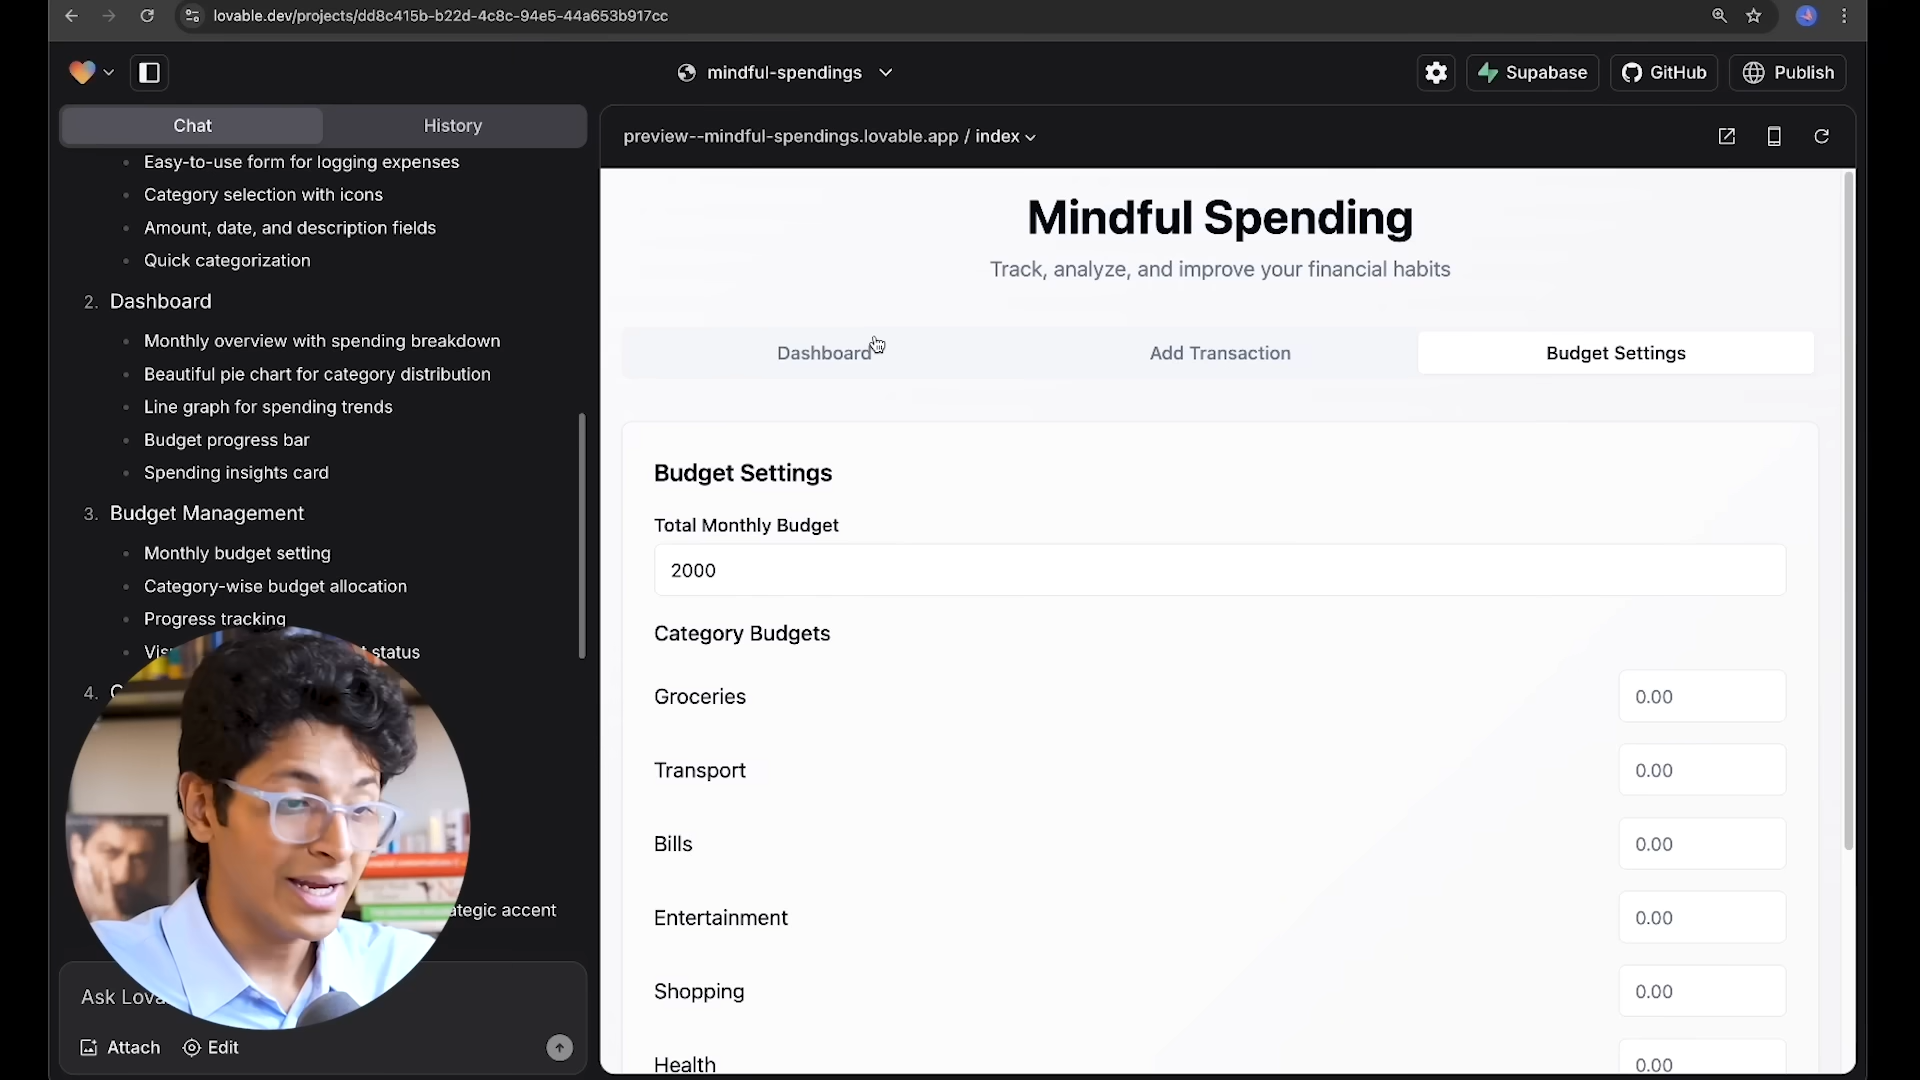 lovable.dev/projects/dd8c415b-b22d-4c8c-94e5-44a653b917cc
mindful-spendings
Supabase
GitHub
Publish
Chat
History
preview--mindful-spendings.lovable.app / index
Easy-to-use form for logging expenses
Category selection with icons
Amount, date, and description fields
Quick categorization
2. Dashboard
Monthly overview with spending breakdown
Beautiful pie chart for category distribution
Line graph for spending trends
Budget progress bar
Spending insights card
3. Budget Management
Monthly budget setting
Category-wise budget allocation
Progress tracking
status
4.
accent
Ask
Attach
Edit
Mindful Spending
Track, analyze, and improve your financial habits
Dashboard
Add Transaction
Budget Settings
Budget Settings
Total Monthly Budget
2000
Category Budgets
Groceries 0.00
Transport 0.00
Bills 0.00
Entertainment 0.00
Shopping 0.00
Health 0.00